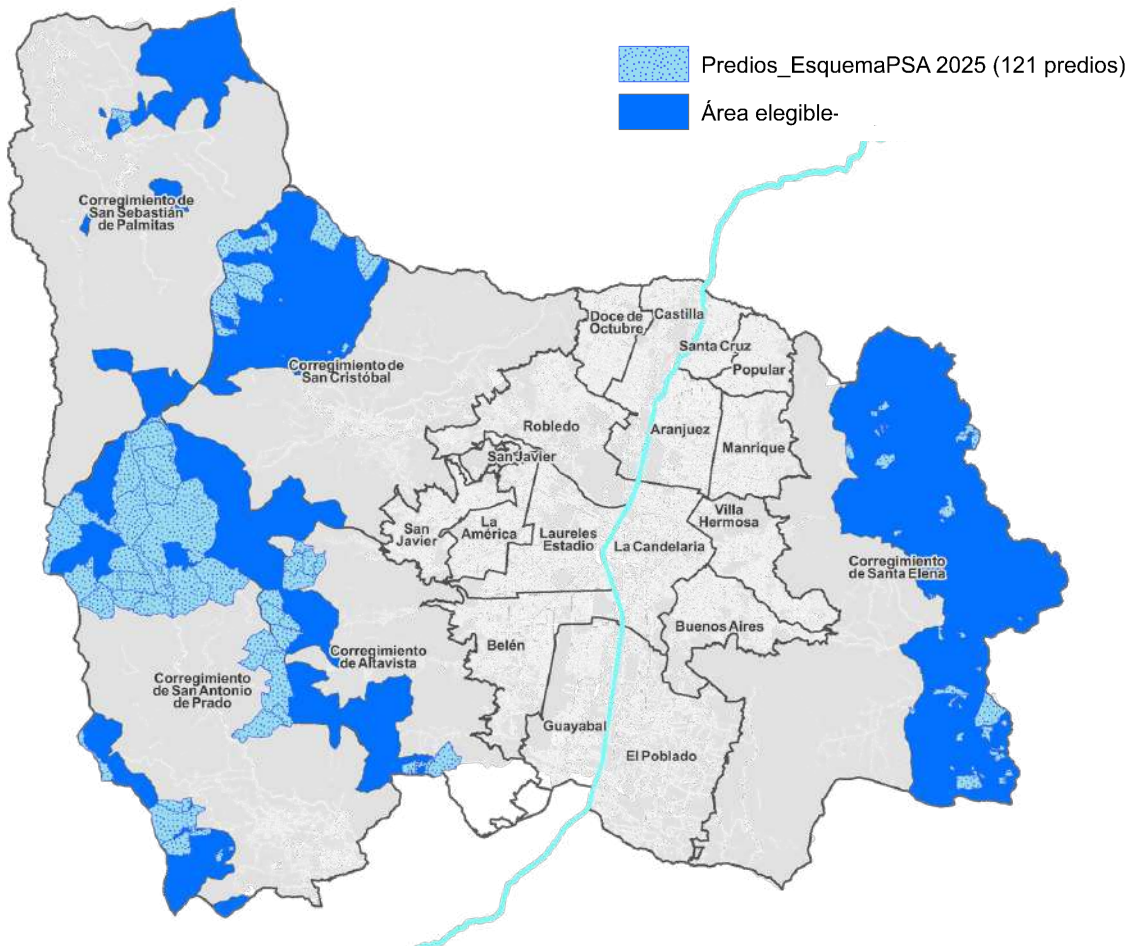 Predios_EsquemaPSA 2025 (121 predios)
Área elegible-
Corregimiento de
San Sebastián
de Palmitas
Corregimiento de
San Cristóbal
Doce de
Octubre
Castilla
Santa Cruz
Popular
Robledo
Aranjuez
Manrique
San Javier
San
Javier
La
América
Laureles
Estadio
La Candelaria
Villa
Hermosa
Corregimiento
de Santa Elena
Buenos Aires
Belén
Corregimiento
de Altavista
Corregimiento
de San Antonio
de Prado
Guayabal
El Poblado